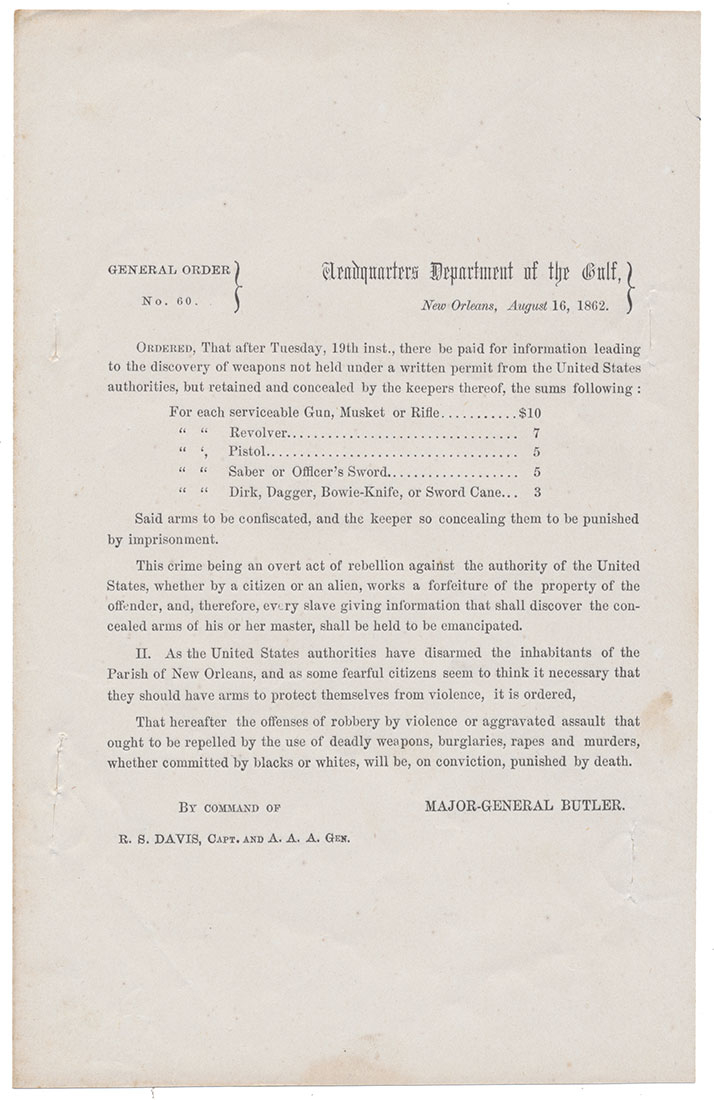 GENERAL ORDER } Headquarters Department of the Gulf, }
No. 60. New Orleans, August 16, 1862.
ORDERED, That after Tuesday, 19th inst., there be paid for information leading
to the discovery of weapons not held under a written permit from the United States
authorities, but retained and concealed by the keepers thereof, the sums following :
For each serviceable Gun, Musket or Rifle...........$10
“ “ Revolver.................................. 7
“ ‘, Pistol..................................... 5
“ “ Saber or Officer's Sword................... 5
“ “ Dirk, Dagger, Bowie-Knife, or Sword Cane... 3
Said arms to be confiscated, and the keeper so concealing them to be punished
by imprisonment.
This crime being an overt act of rebellion against the authority of the United
States, whether by a citizen or an alien, works a forfeiture of the property of the
offender, and, therefore, every slave giving information that shall discover the con-
cealed arms of his or her master, shall be held to be emancipated.
II. As the United States authorities have disarmed the inhabitants of the
Parish of New Orleans, and as some fearful citizens seem to think it necessary that
they should have arms to protect themselves from violence, it is ordered,
That hereafter the offenses of robbery by violence or aggravated assault that
ought to be repelled by the use of deadly weapons, burglaries, rapes and murders,
whether committed by blacks or whites, will be, on conviction, punished by death.
BY COMMAND OF MAJOR-GENERAL BUTLER.
R. S. DAVIS, CAPT. AND A. A. A. GEN.